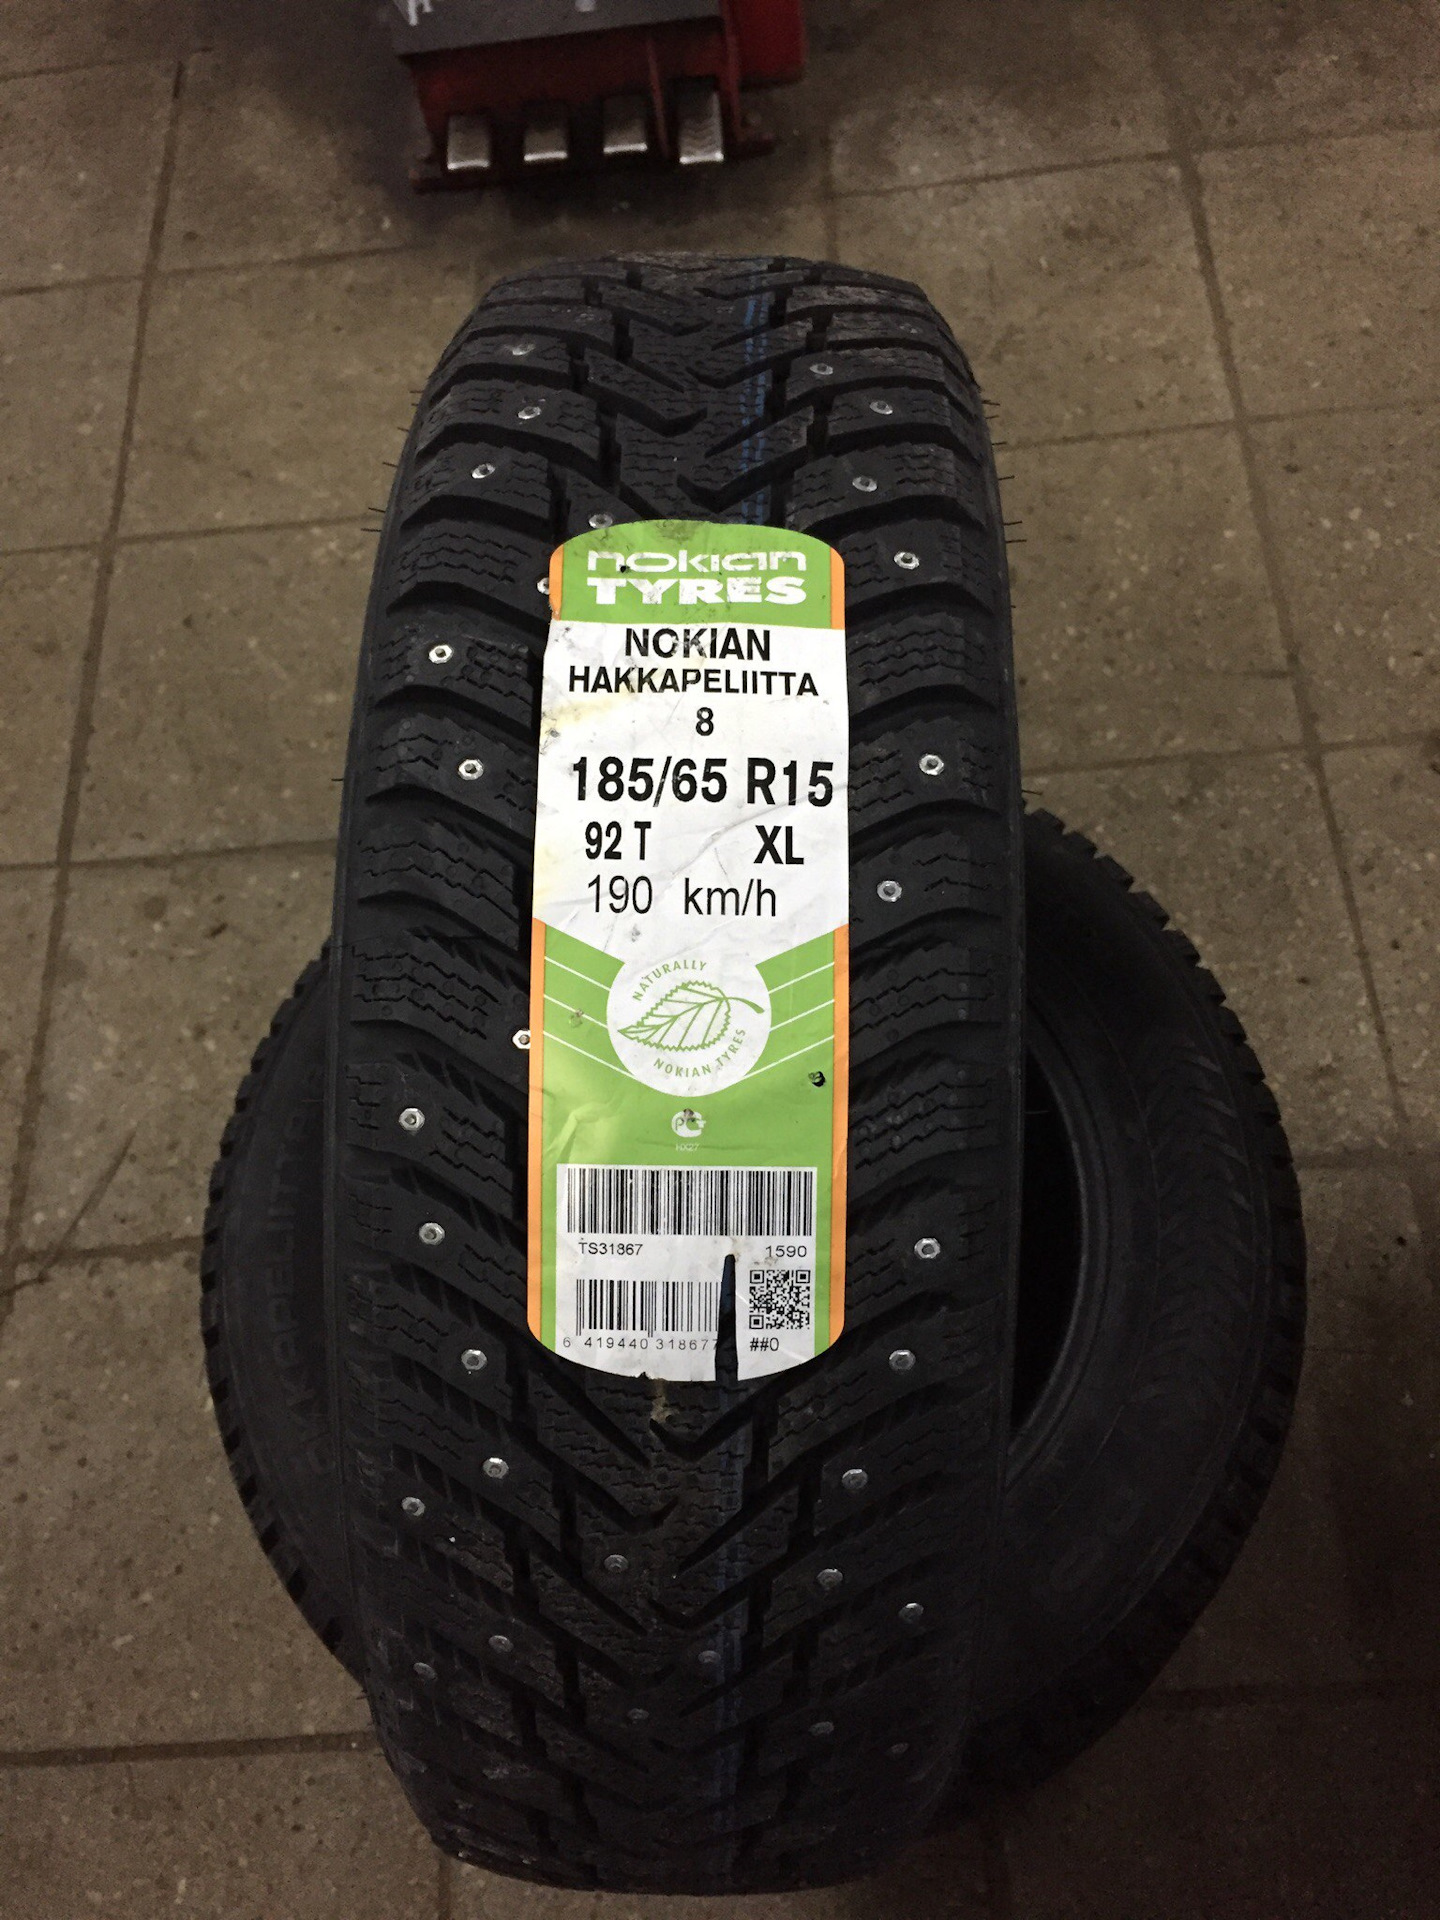 nokian
TYRES
NOKIAN
HAKKAPELIITTA
8
185/65 R15
92 T XL
190 km/h
NATURALLY
NOKIAN TYRES
HX27
TS31867 1590
6 419440 318677
##0